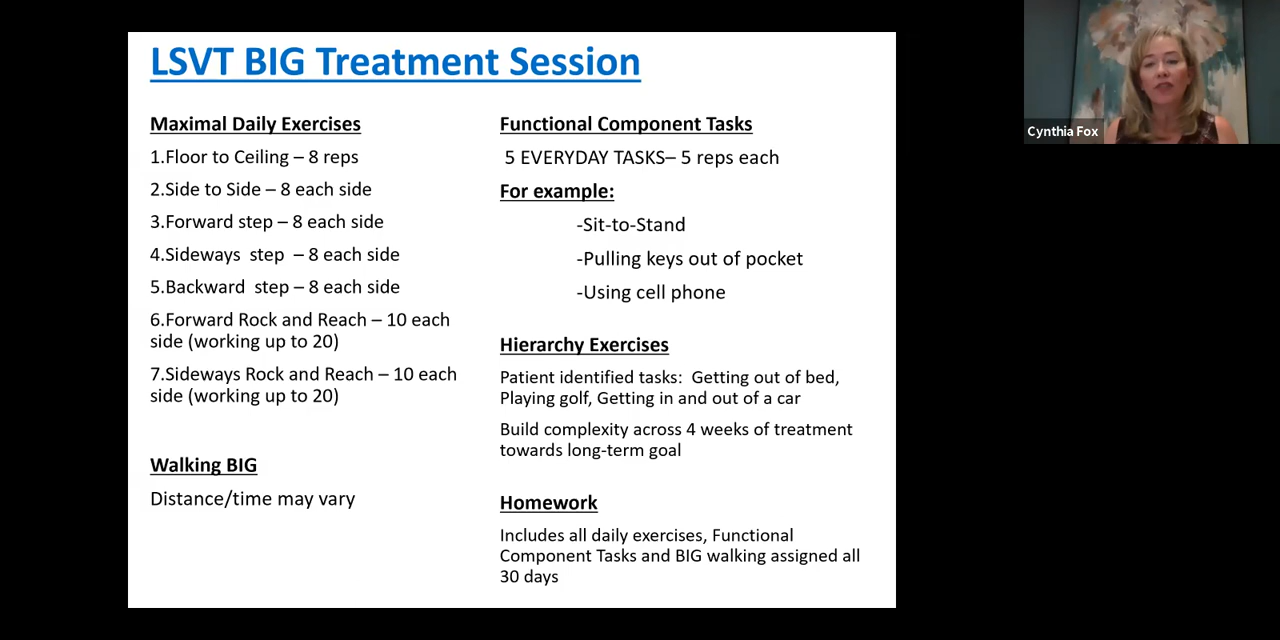 LSVT BIG Treatment Session
Maximal Daily Exercises
1.Floor to Ceiling – 8 reps
2.Side to Side – 8 each side
3.Forward step – 8 each side
4.Sideways  step  – 8 each side
5.Backward  step – 8 each side
6.Forward Rock and Reach – 10 each
side (working up to 20)
7.Sideways Rock and Reach – 10 each
side (working up to 20)
Walking BIG
Distance/time may vary
Functional Component Tasks
5 EVERYDAY TASKS– 5 reps each
For example:
-Sit-to-Stand
-Pulling keys out of pocket
-Using cell phone
Hierarchy Exercises
Patient identified tasks:  Getting out of bed,
Playing golf, Getting in and out of a car
Build complexity across 4 weeks of treatment
towards long-term goal
Homework
Includes all daily exercises, Functional
Component Tasks and BIG walking assigned all
30 days
Cynthia Fox